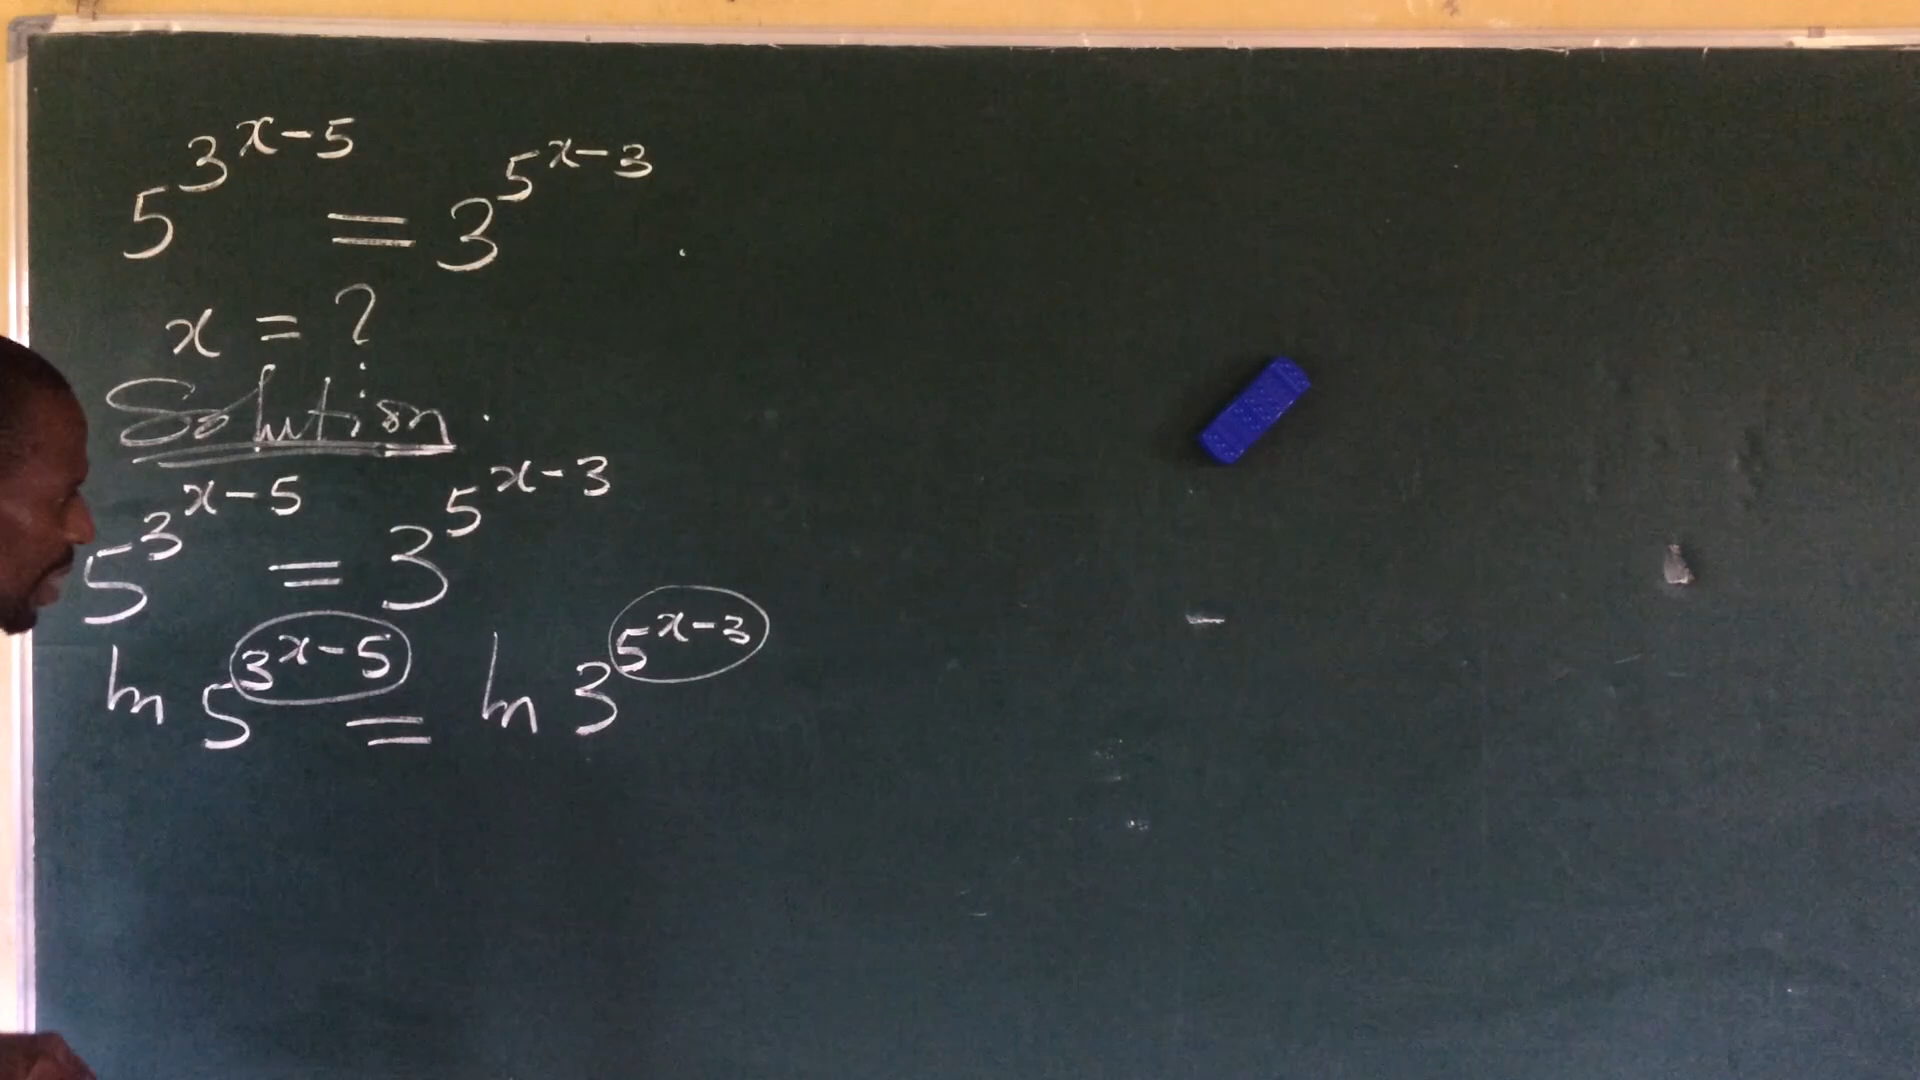 5^{3^{x-5}} = 3^{5^{x-3}}
x = ?
Solution.
5^{3^{x-5}} = 3^{5^{x-3}}
ln 5^{3^{x-5}} = ln 3^{5^{x-3}}